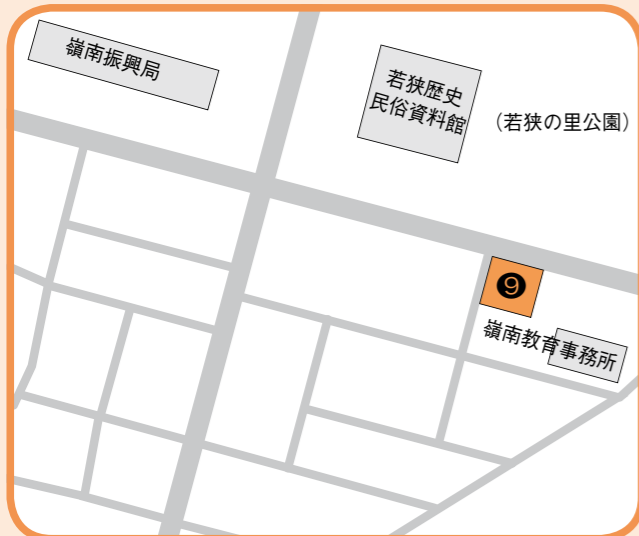 嶺南振興局
若狭歴史
民俗資料館
（若狭の里公園）
❾
嶺南教育事務所